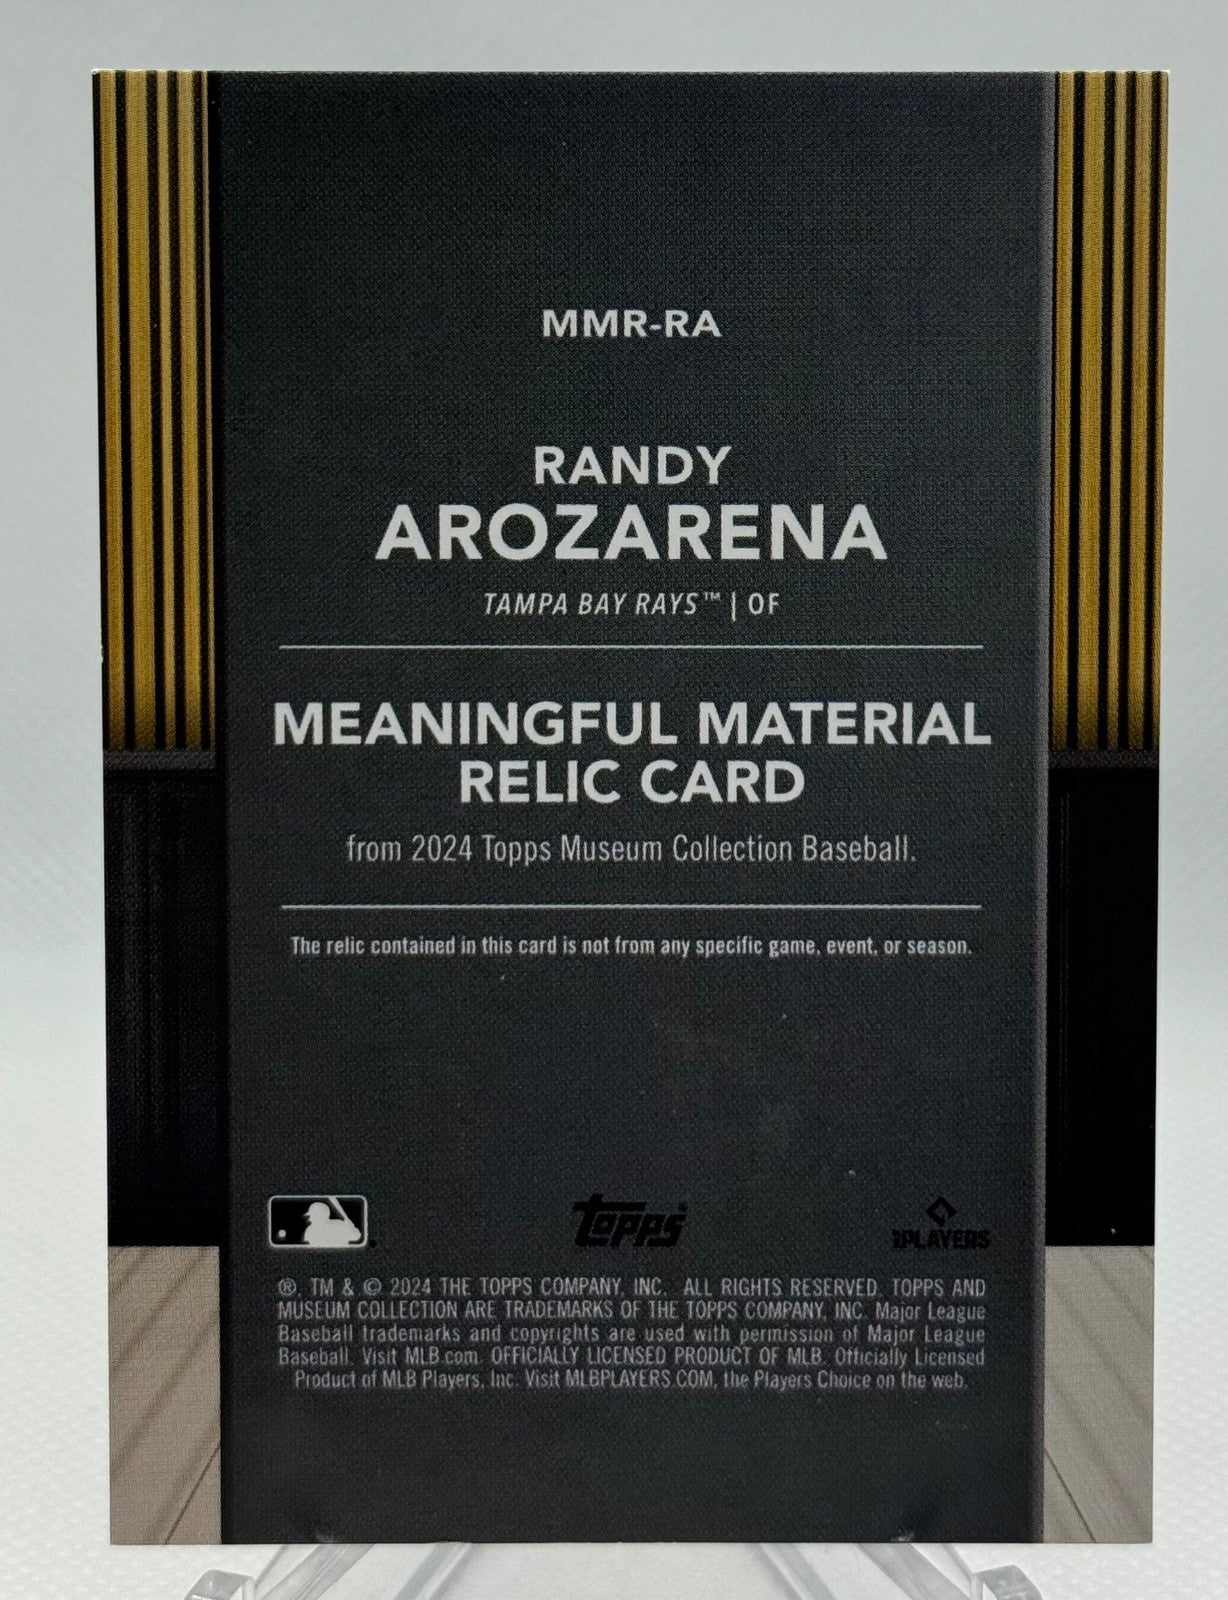 MMR-RA
RANDY
AROZARENA
TAMPA BAY RAYS™ | OF
MEANINGFUL MATERIAL
RELIC CARD
from 2024 Topps Museum Collection Baseball.
The relic contained in this card is not from any specific game, event, or season.
Topps
PLAYERS
®, TM & © 2024 THE TOPPS COMPANY, INC. ALL RIGHTS RESERVED. TOPPS AND
MUSEUM COLLECTION ARE TRADEMARKS OF THE TOPPS COMPANY, INC. Major League
Baseball trademarks and copyrights are used with permission of Major League
Baseball. Visit MLB.com. OFFICIALLY LICENSED PRODUCT OF MLB. Officially Licensed
Product of MLB Players, Inc. Visit MLBPLAYERS.COM, the Players Choice on the web.